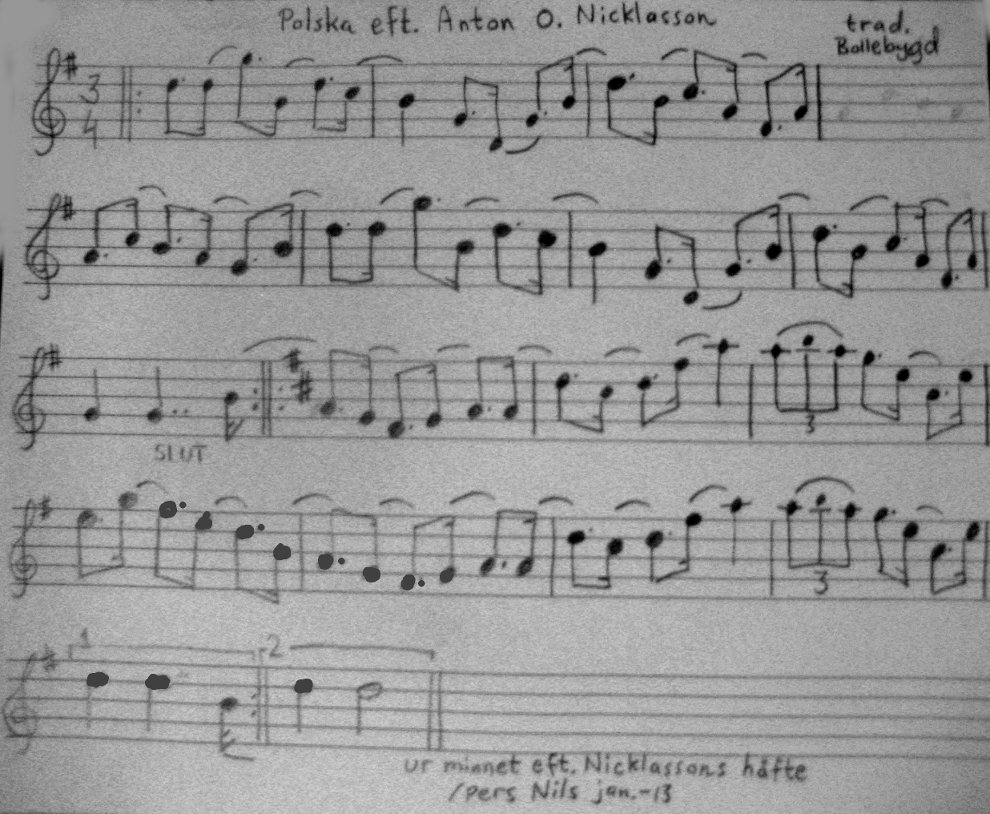 Polska eft. Anton O. Nicklasson
trad.
Bollebygd
3
4
SLUT
3
3
1
2
ur minnet eft. Nicklassons häfte
/Pers Nils jan.-13